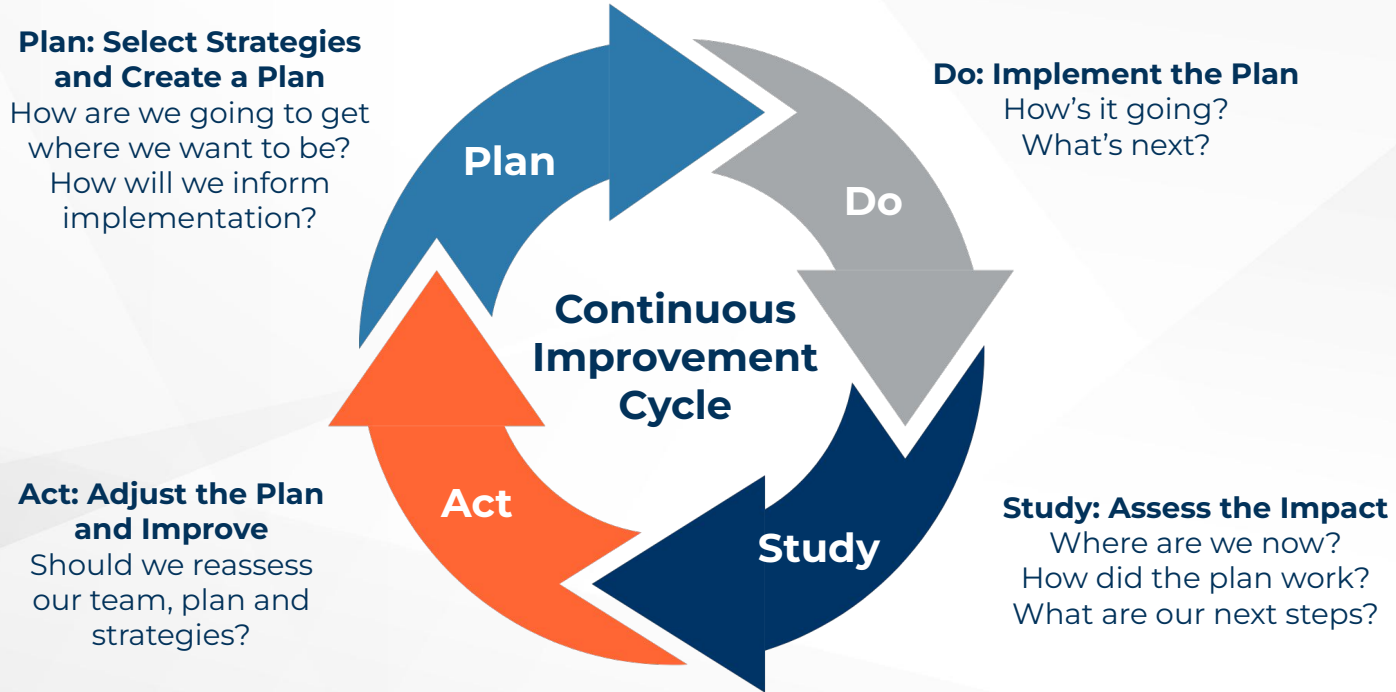 Plan: Select Strategies
and Create a Plan
How are we going to get
where we want to be?
How will we inform
implementation?
Plan
Do: Implement the Plan
How's it going?
What's next?
Do
Continuous
Improvement
Cycle
Act: Adjust the Plan
and Improve
Should we reassess
our team, plan and
strategies?
Act
Study
Study: Assess the Impact
Where are we now?
How did the plan work?
What are our next steps?